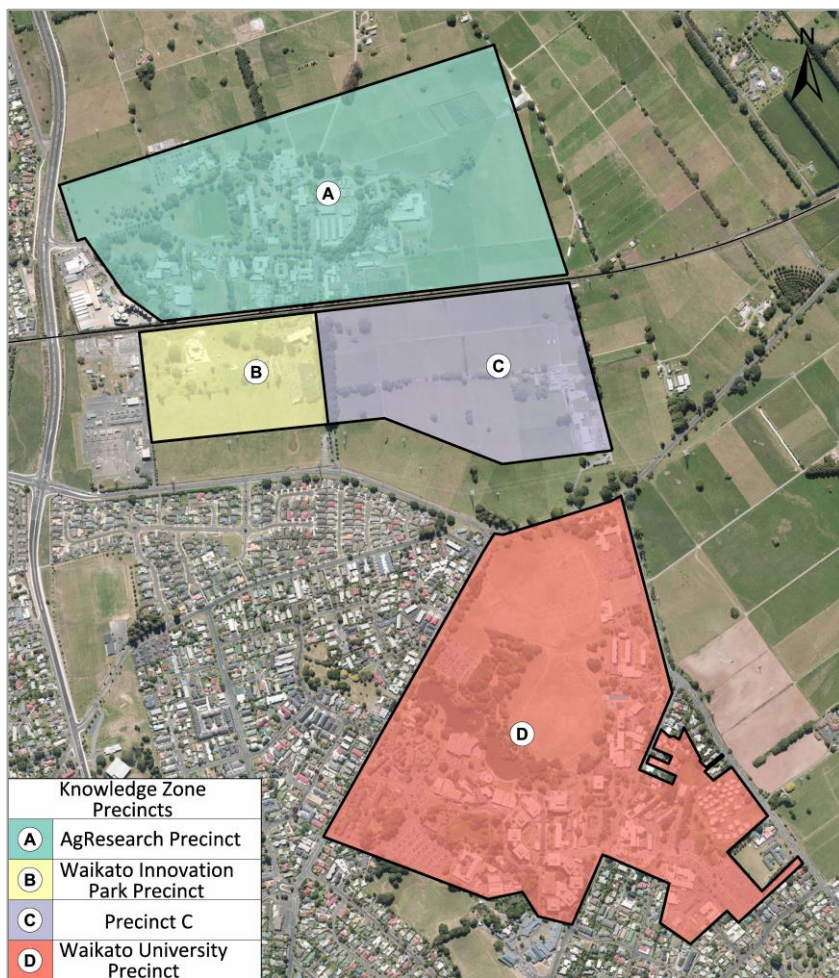 N
A
B
C
D
Knowledge Zone
Precincts
A AgResearch Precinct
B Waikato Innovation
Park Precinct
C Precinct C
D Waikato University
Precinct